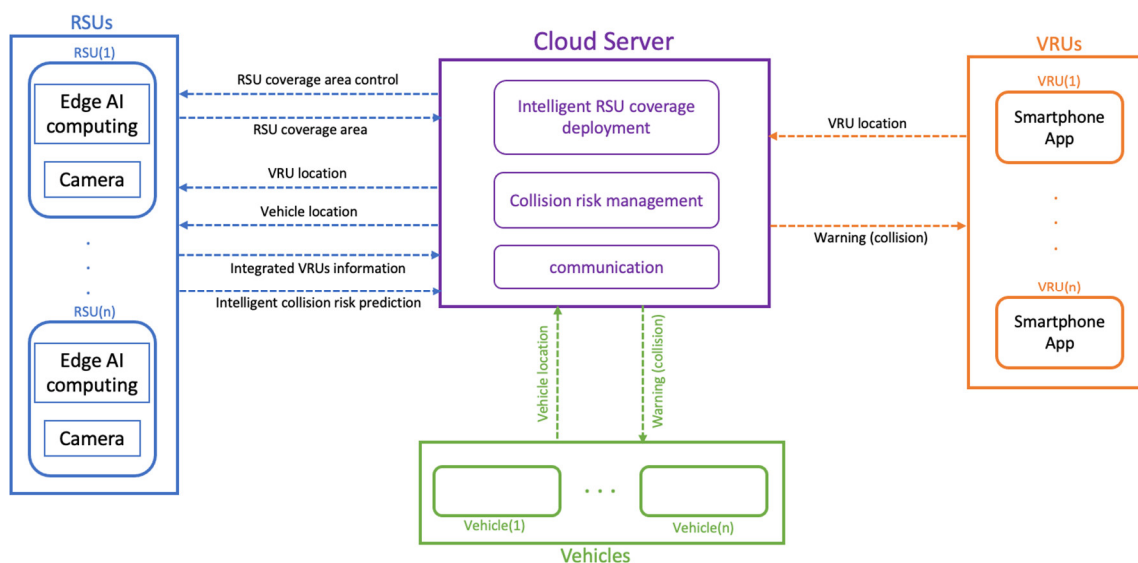 RSUs
RSU(1)
Edge AI
computing
Camera
.
.
.
RSU(n)
Edge AI
computing
Camera
RSU coverage area control
RSU coverage area
VRU location
Vehicle location
Integrated VRUs information
Intelligent collision risk prediction
Cloud Server
Intelligent RSU coverage
deployment
Collision risk management
communication
VRU location
Warning (collision)
VRUs
VRU(1)
Smartphone
App
.
.
.
VRU(n)
Smartphone
App
Vehicle location
Warning (collision)
. . .
Vehicle(1)
Vehicle(n)
Vehicles